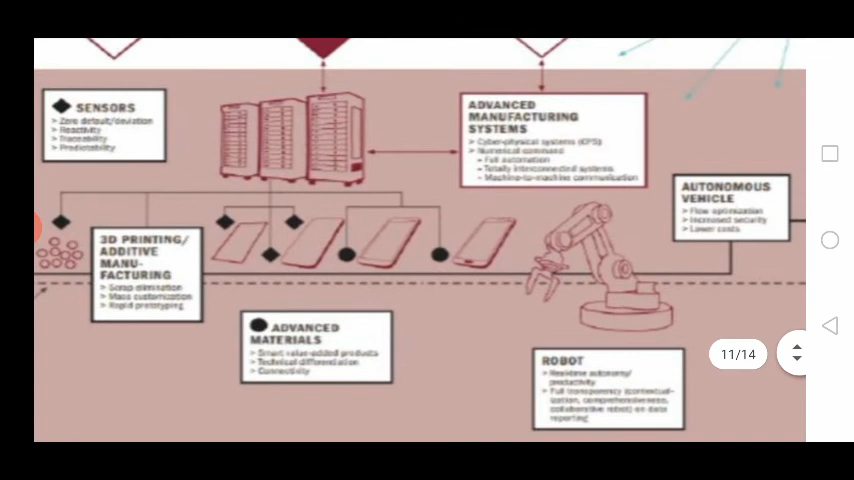 SENSORS
> Zero default/deviation
> Reactivity
> Traceability
> Predictability
ADVANCED
MANUFACTURING
SYSTEMS
> Cyber-physical systems (CPS)
> Numerical command
– Full automation
– Totally interconnected systems
– Machine-to-machine communication
AUTONOMOUS
VEHICLE
> Flow optimization
> Increased security
> Lower costs
3D PRINTING/
ADDITIVE
MANU-
FACTURING
> Scrap elimination
> Mass customization
> Rapid prototyping
ADVANCED
MATERIALS
> Smart value-added products
> Technical differentiation
> Connectivity
ROBOT
> Real-time autonomy/
productivity
> Full transparency (contextual-
ization, comprehensiveness,
collaborative robot) on data
reporting
11/14